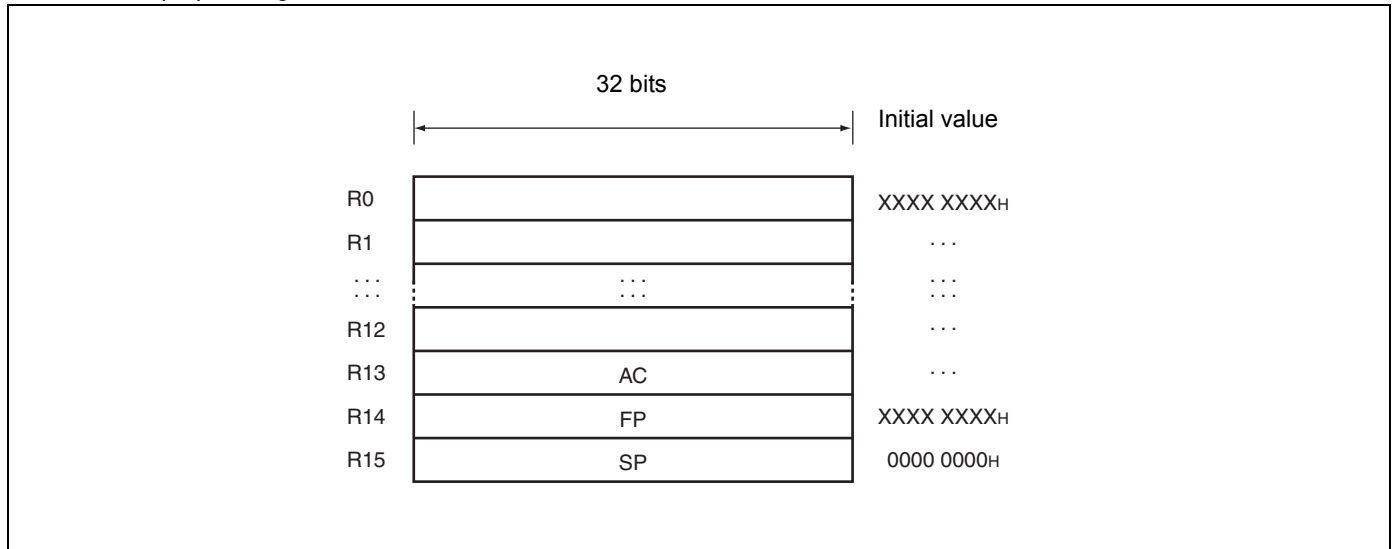 32 bits
Initial value
R0 XXXX XXXXH
R1 ...
... ... ...
... ... ...
R12 ...
R13 AC ...
R14 FP XXXX XXXXH
R15 SP 0000 0000H